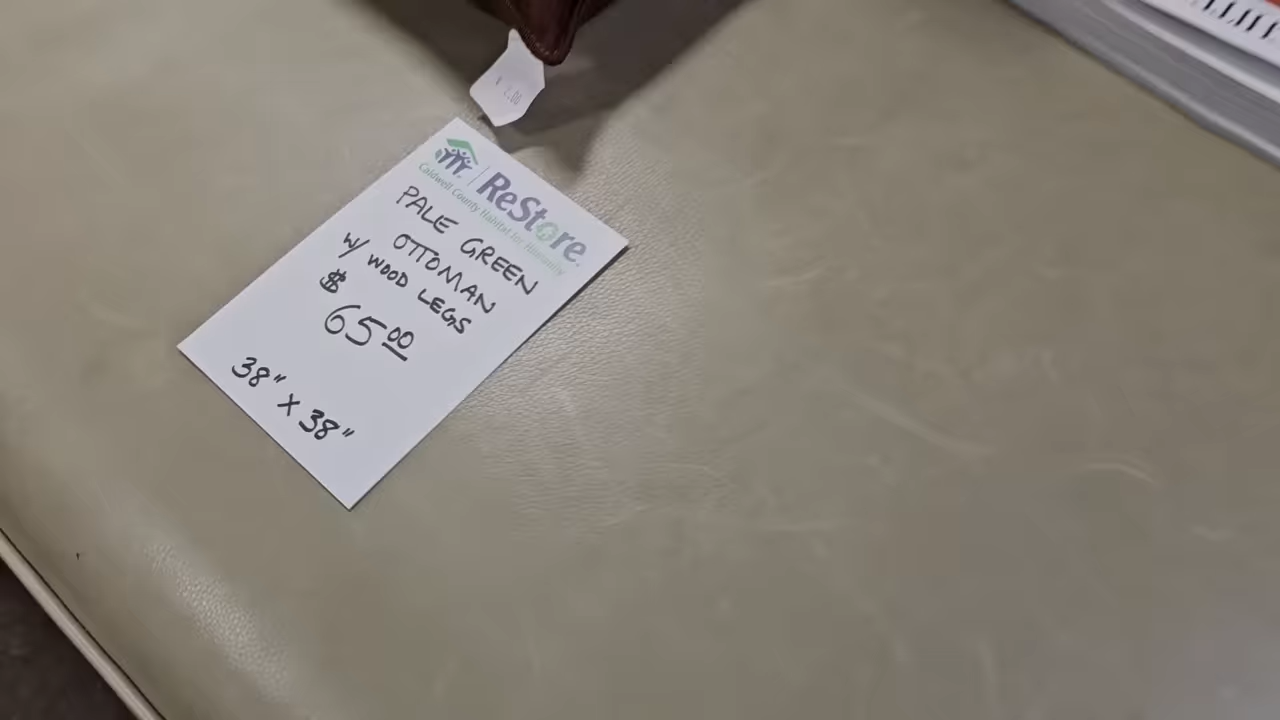 ReStore
Caldwell County Habitat for Humanity
PALE GREEN
OTTOMAN
W/ WOOD LEGS
$
65.00
38" X 38"